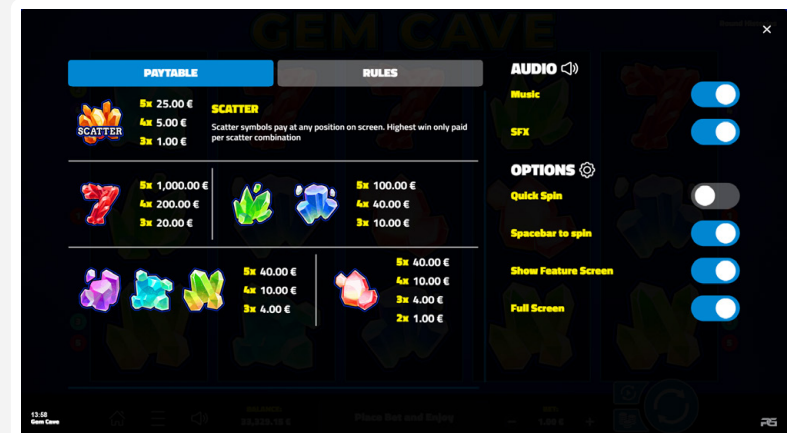 GEM CAVE
×
PAYTABLE
RULES
SCATTER
5x 25.00 €
4x 5.00 €
3x 1.00 €
SCATTER
Scatter symbols pay at any position on screen. Highest win only paid
per scatter combination
5x 1,000.00 €
4x 200.00 €
3x 20.00 €
5x 100.00 €
4x 40.00 €
3x 10.00 €
5x 40.00 €
4x 10.00 €
3x 4.00 €
5x 40.00 €
4x 10.00 €
3x 4.00 €
2x 1.00 €
AUDIO
Music
SFX
OPTIONS
Quick Spin
Spacebar to spin
Show Feature Screen
Full Screen
13:58
Gem Cave
Place Bet and Enjoy